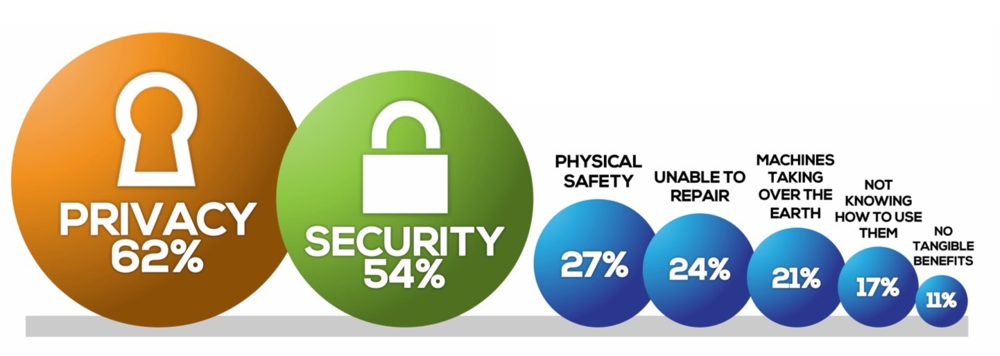 PRIVACY
62%
SECURITY
54%
PHYSICAL
SAFETY
27%
UNABLE TO
REPAIR
24%
MACHINES
TAKING
OVER THE
EARTH
21%
NOT
KNOWING
HOW TO USE
THEM
17%
NO
TANGIBLE
BENEFITS
11%